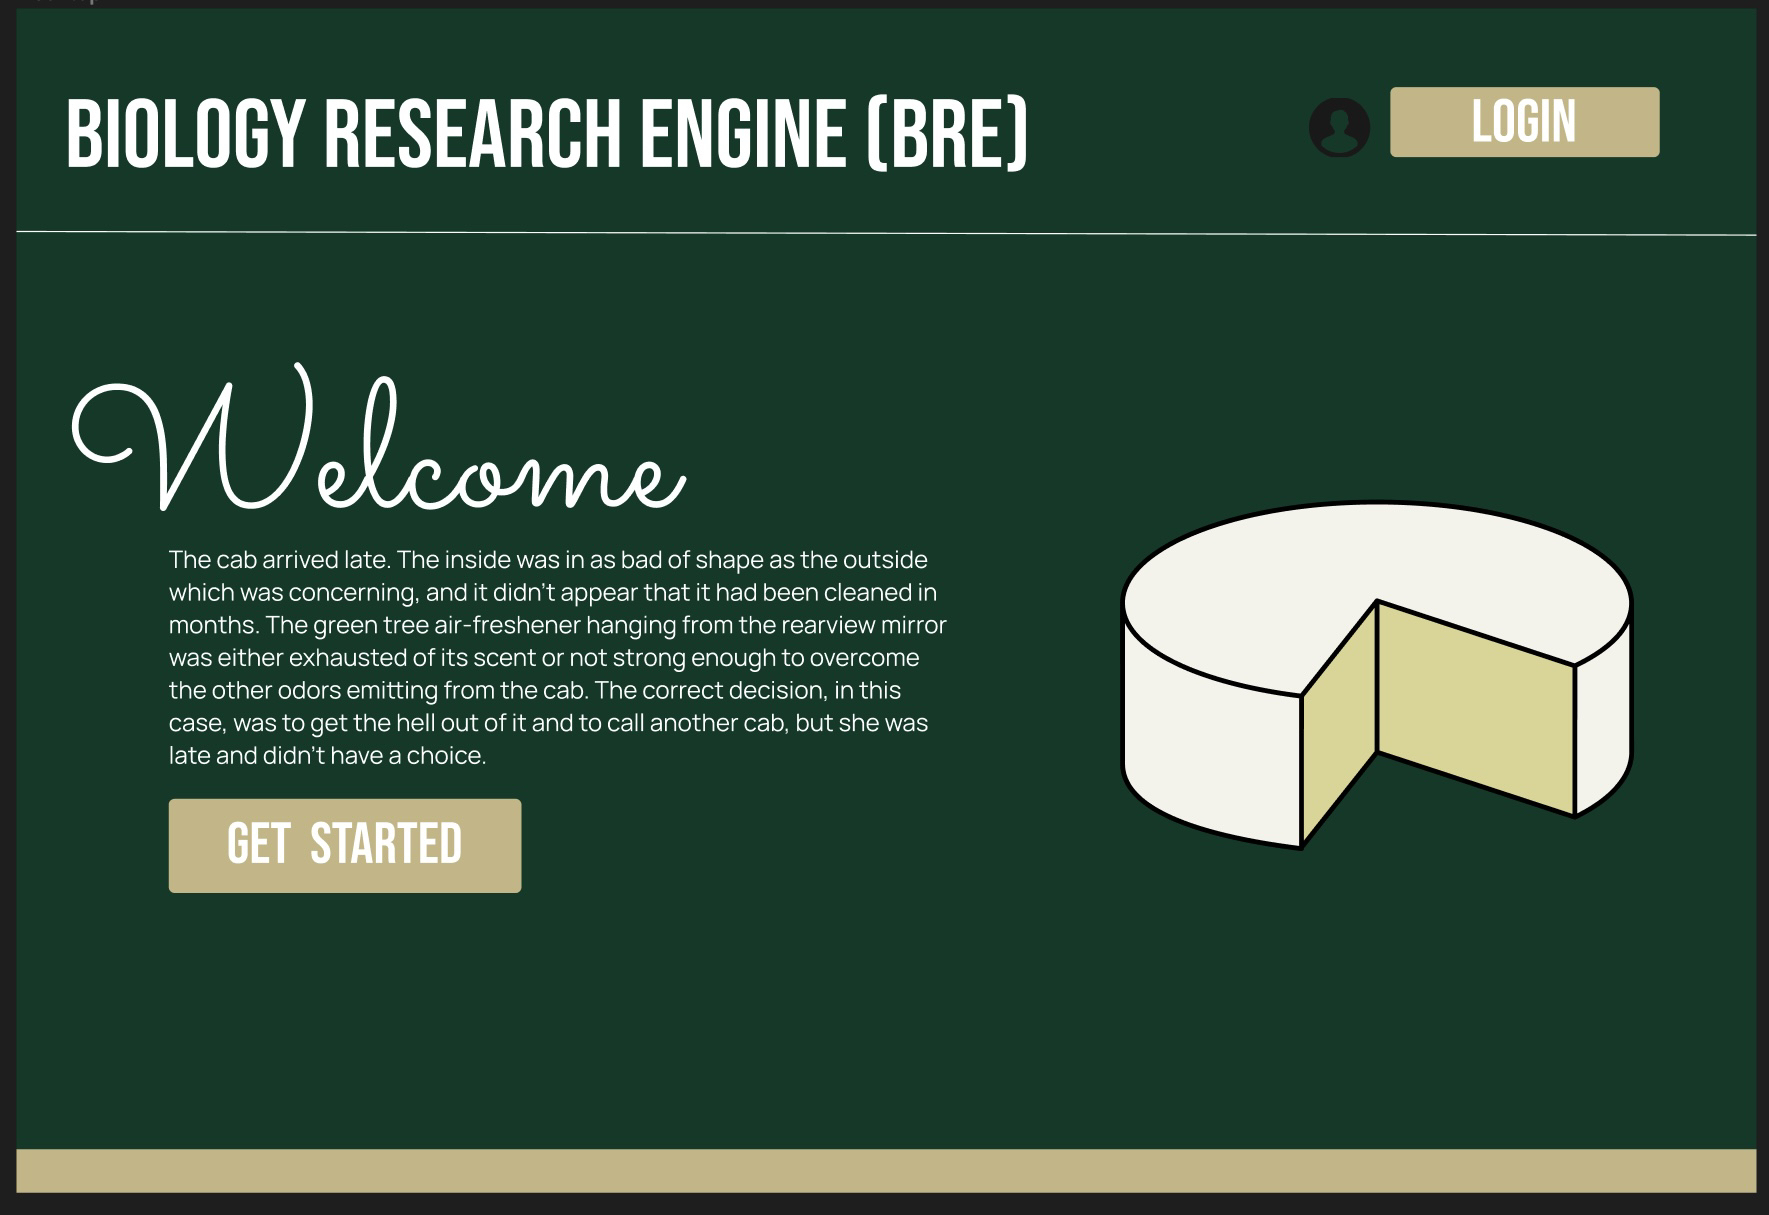 BIOLOGY RESEARCH ENGINE (BRE)
LOGIN
Welcome
The cab arrived late. The inside was in as bad of shape as the outside
which was concerning, and it didn't appear that it had been cleaned in
months. The green tree air-freshener hanging from the rearview mirror
was either exhausted of its scent or not strong enough to overcome
the other odors emitting from the cab. The correct decision, in this
case, was to get the hell out of it and to call another cab, but she was
late and didn't have a choice.
GET STARTED